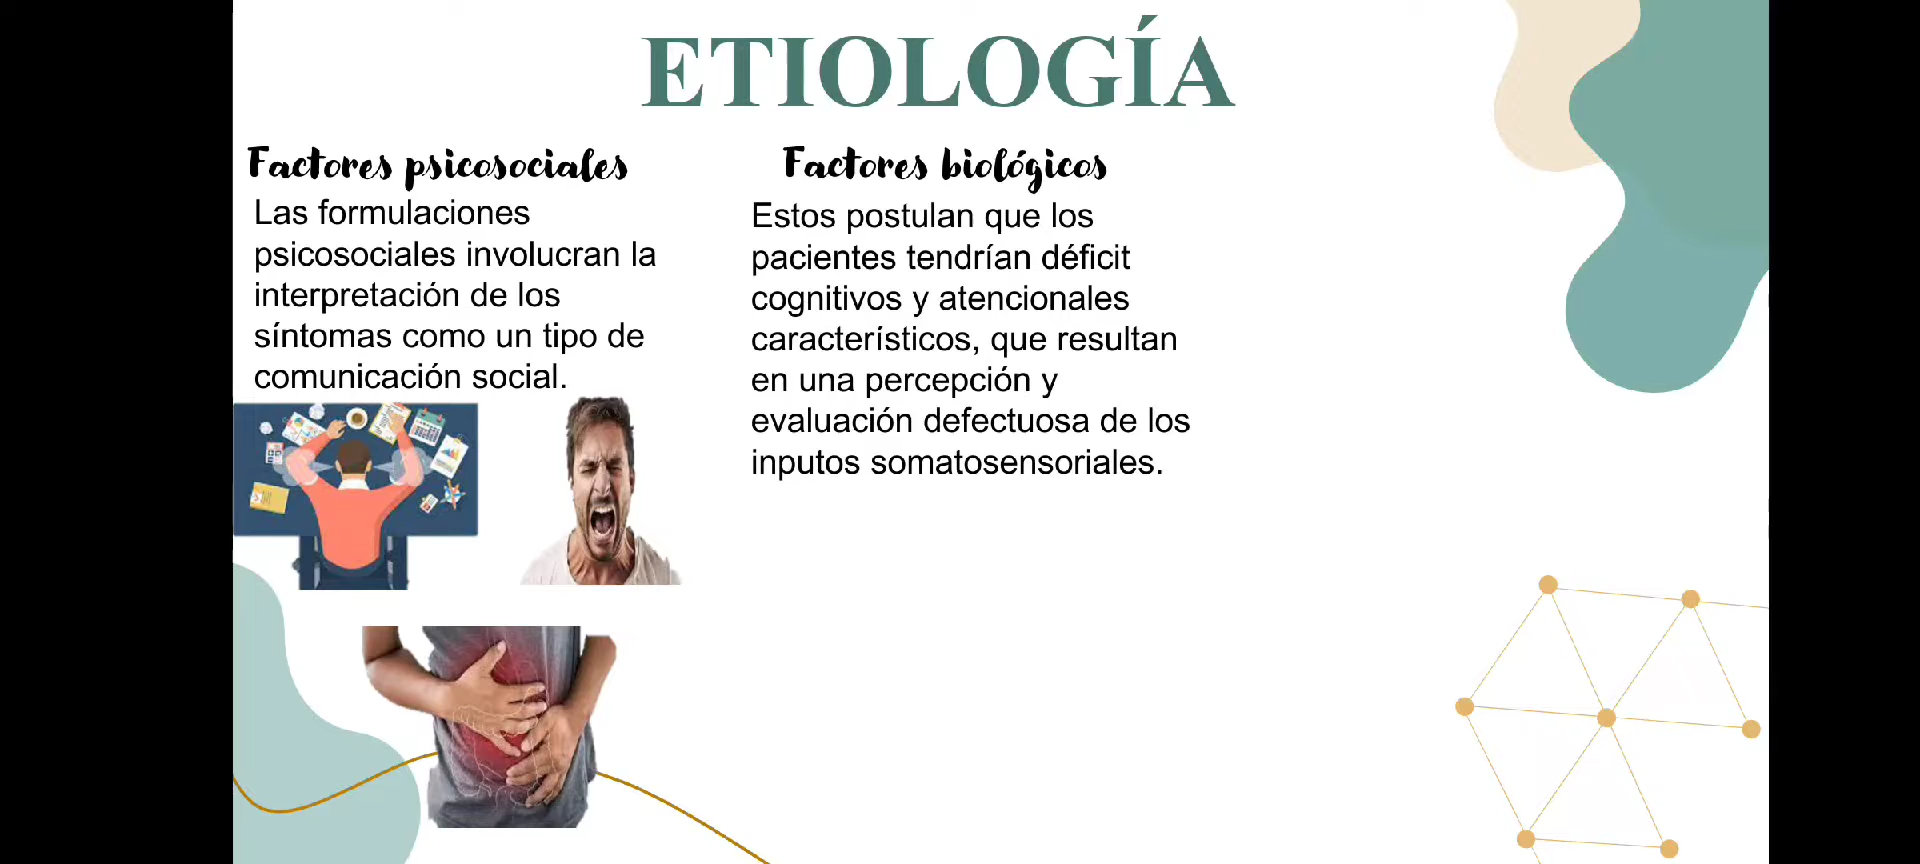 ETIOLOGÍA
Factores psicosociales
Las formulaciones
psicosociales involucran la
interpretación de los
síntomas como un tipo de
comunicación social.
Factores biológicos
Estos postulan que los
pacientes tendrían déficit
cognitivos y atencionales
característicos, que resultan
en una percepción y
evaluación defectuosa de los
inputos somatosensoriales.